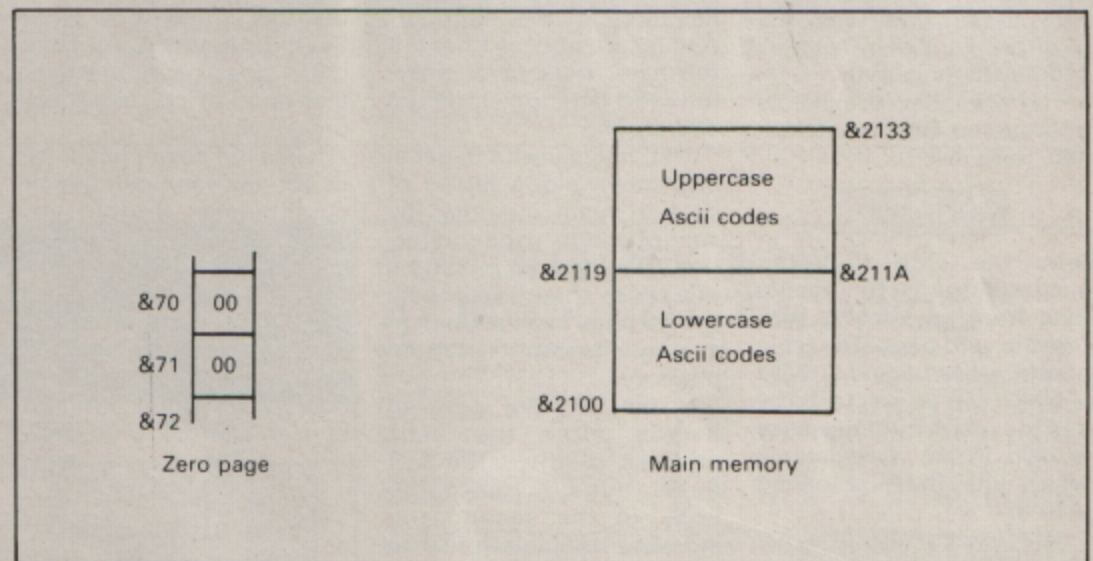 &2133
Uppercase
Ascii codes
&2119 &211A
&70 00
Lowercase
&71 00
Ascii codes
&2100
&72
Zero page Main memory